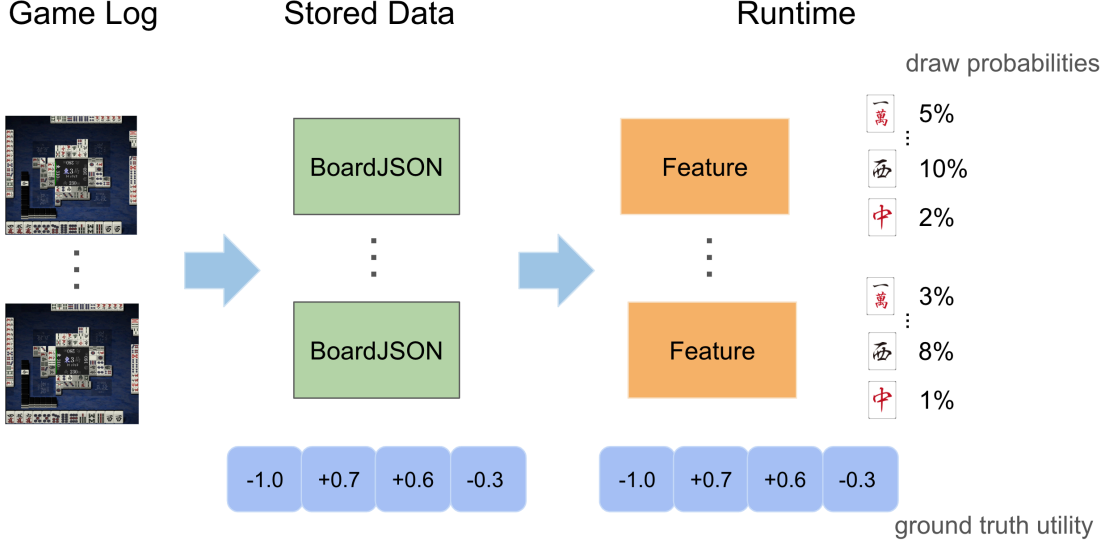 Game Log
Stored Data
Runtime
draw probabilities
一萬 5%
西 10%
中 2%
一萬 3%
西 8%
中 1%
BoardJSON
Feature
BoardJSON
Feature
-1.0 +0.7 +0.6 -0.3
-1.0 +0.7 +0.6 -0.3
ground truth utility